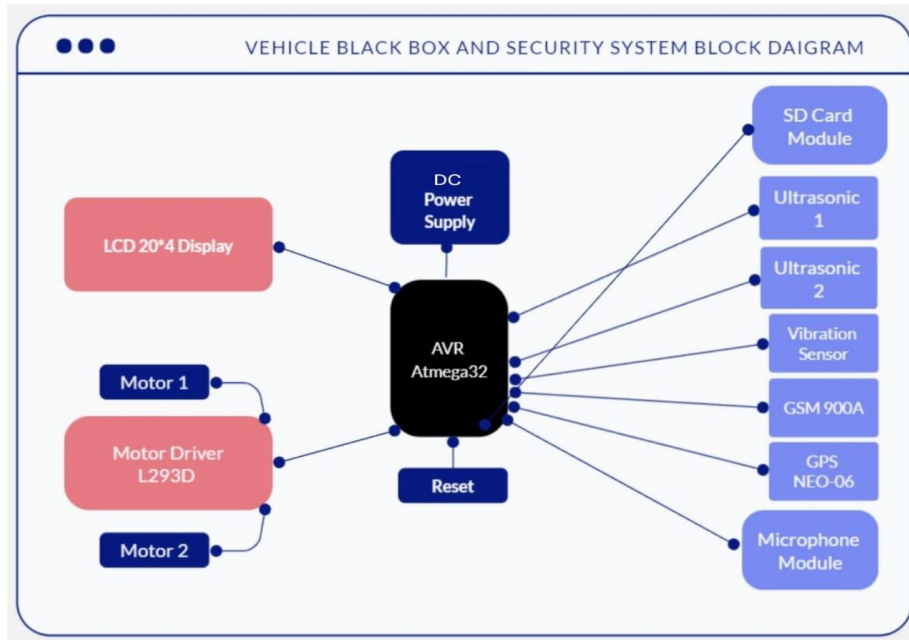 VEHICLE BLACK BOX AND SECURITY SYSTEM BLOCK DAIGRAM
SD Card
Module
DC
Power
Supply
Ultrasonic
1
LCD 20*4 Display
Ultrasonic
2
AVR
Atmega32
Vibration
Sensor
Motor 1
GSM 900A
Motor Driver
L293D
GPS
NEO-06
Reset
Motor 2
Microphone
Module